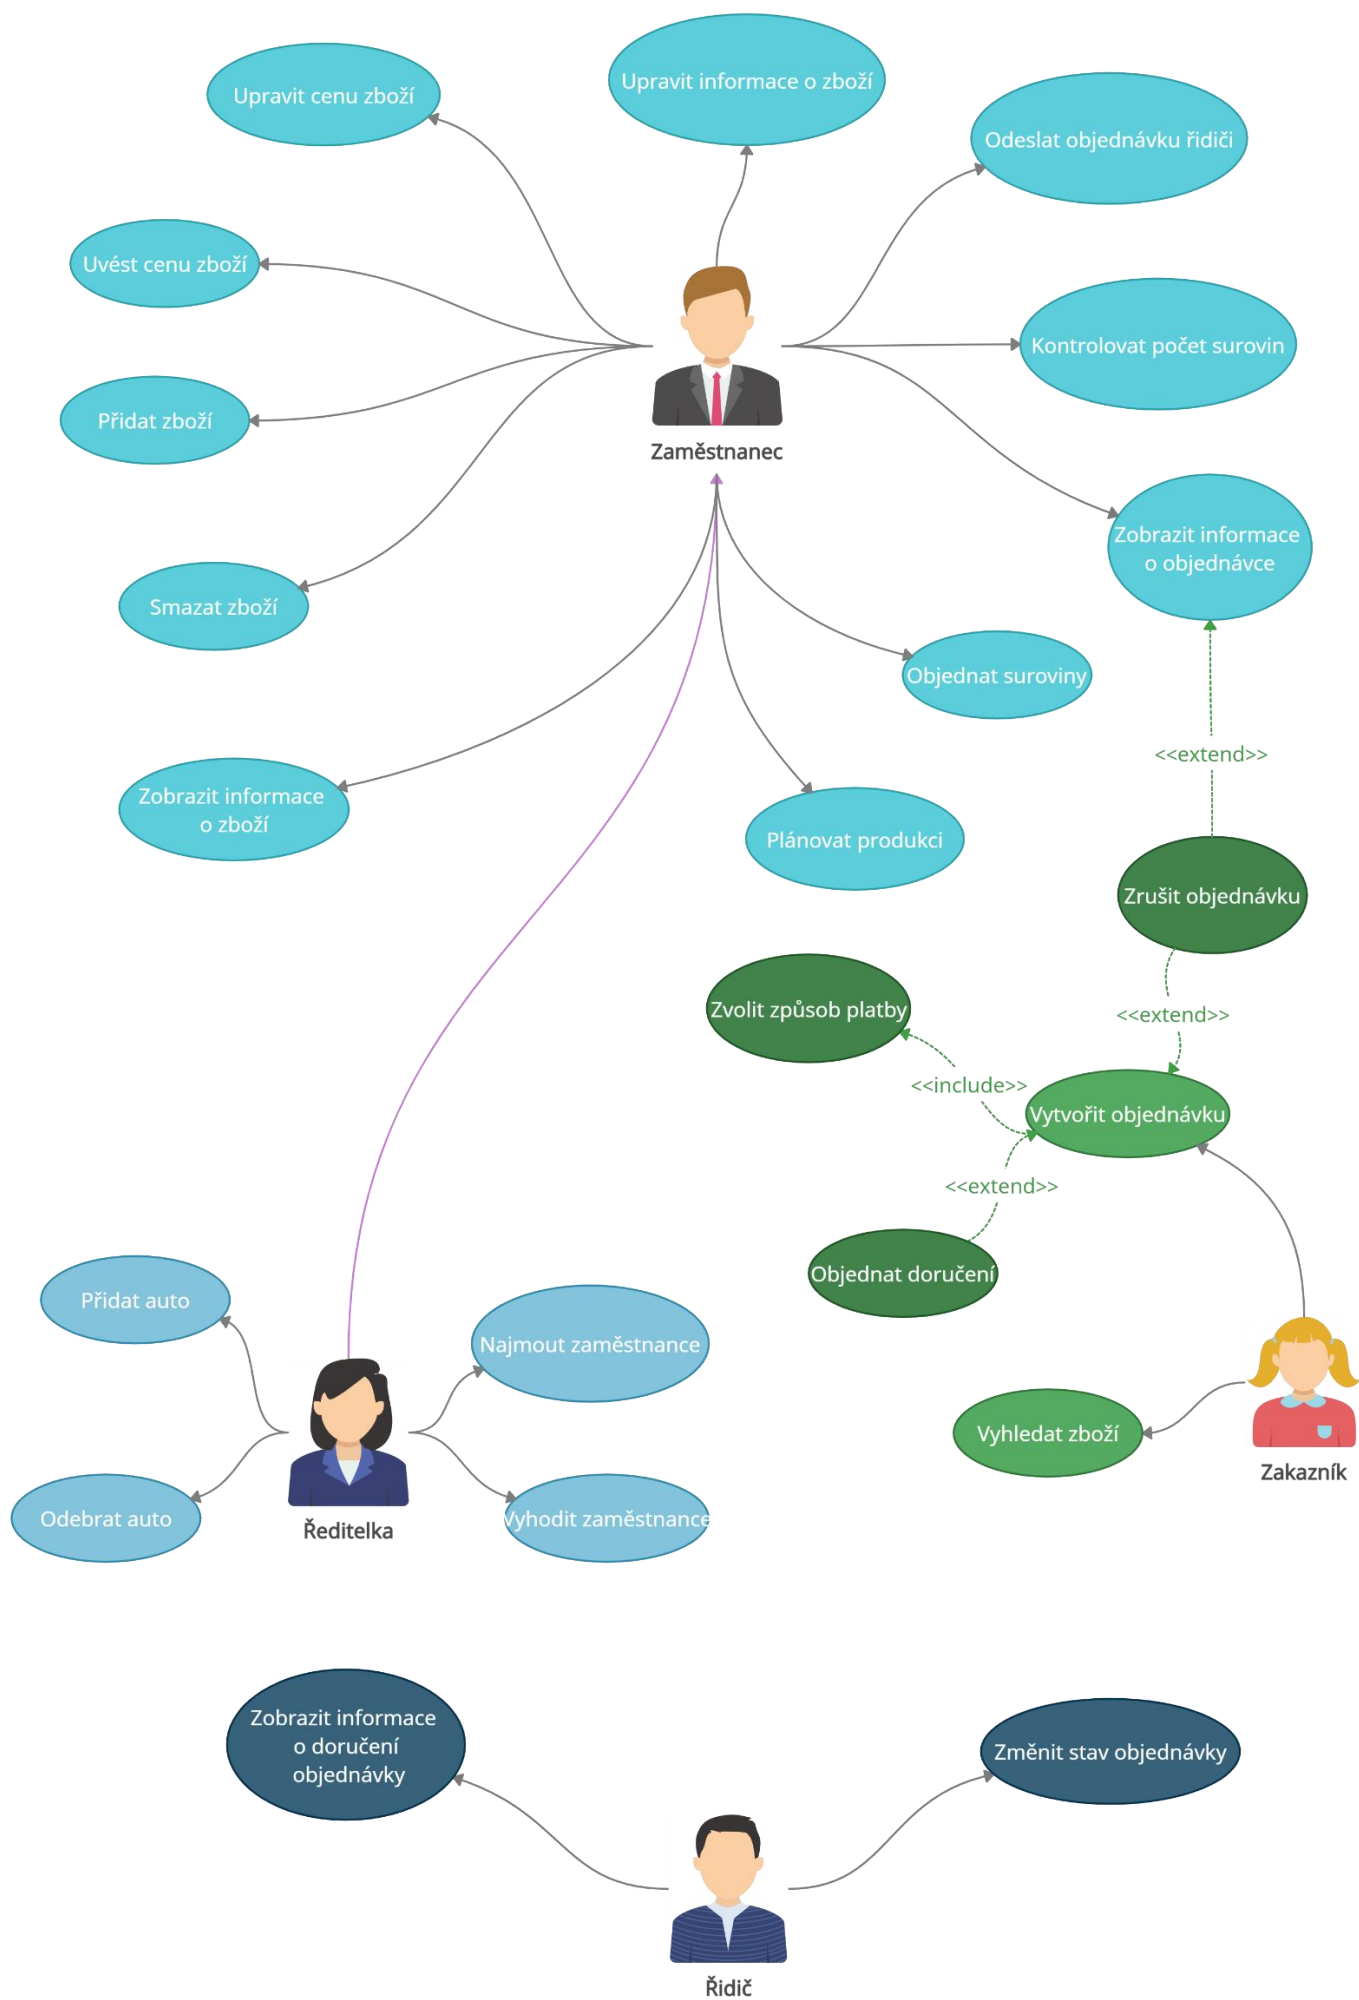 Upravit informace o zboží
Upravit cenu zboží
Odeslat objednávku řidiči
Uvést cenu zboží
Kontrolovat počet surovin
Přidat zboží
Zaměstnanec
Zobrazit informace
o objednávce
Smazat zboží
Objednat suroviny
<<extend>>
Zobrazit informace
o zboží
Plánovat produkci
Zrušit objednávku
Zvolit způsob platby
<<extend>>
<<include>>
Vytvořit objednávku
<<extend>>
Objednat doručení
Přidat auto
Najmout zaměstnance
Vyhledat zboží
Zakazník
Odebrat auto
Vyhodit zaměstnance
Ředitelka
Zobrazit informace
o doručení
objednávky
Změnit stav objednávky
Řidič